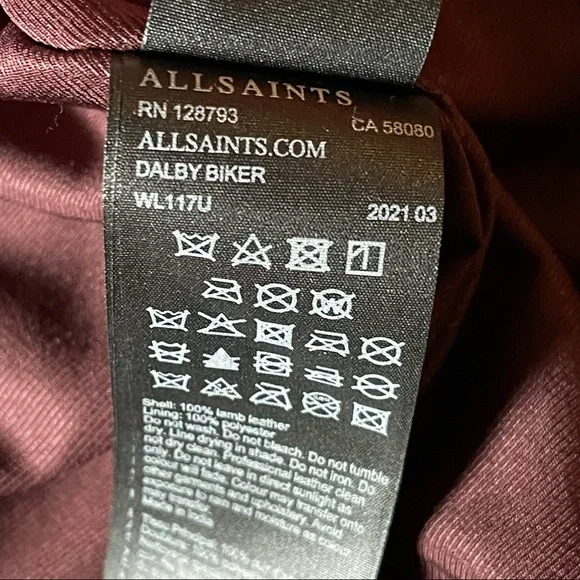 ALLSAINTS
RN 128793 CA 58080
ALLSAINTS.COM
DALBY BIKER
WL117U 2021 03
Shell: 100% lamb leather
Lining: 100% polyester
Do not wash. Do not bleach. Do not tumble
dry. Line drying in shade. Do not iron. Do
not dry clean. Professional leather clean
only. Do not leave in direct sunlight as
colour will fade. Colour may transfer onto
other garments and upholstery. Avoid
exposure to rain and moisture as colour
may transfer
Made in India